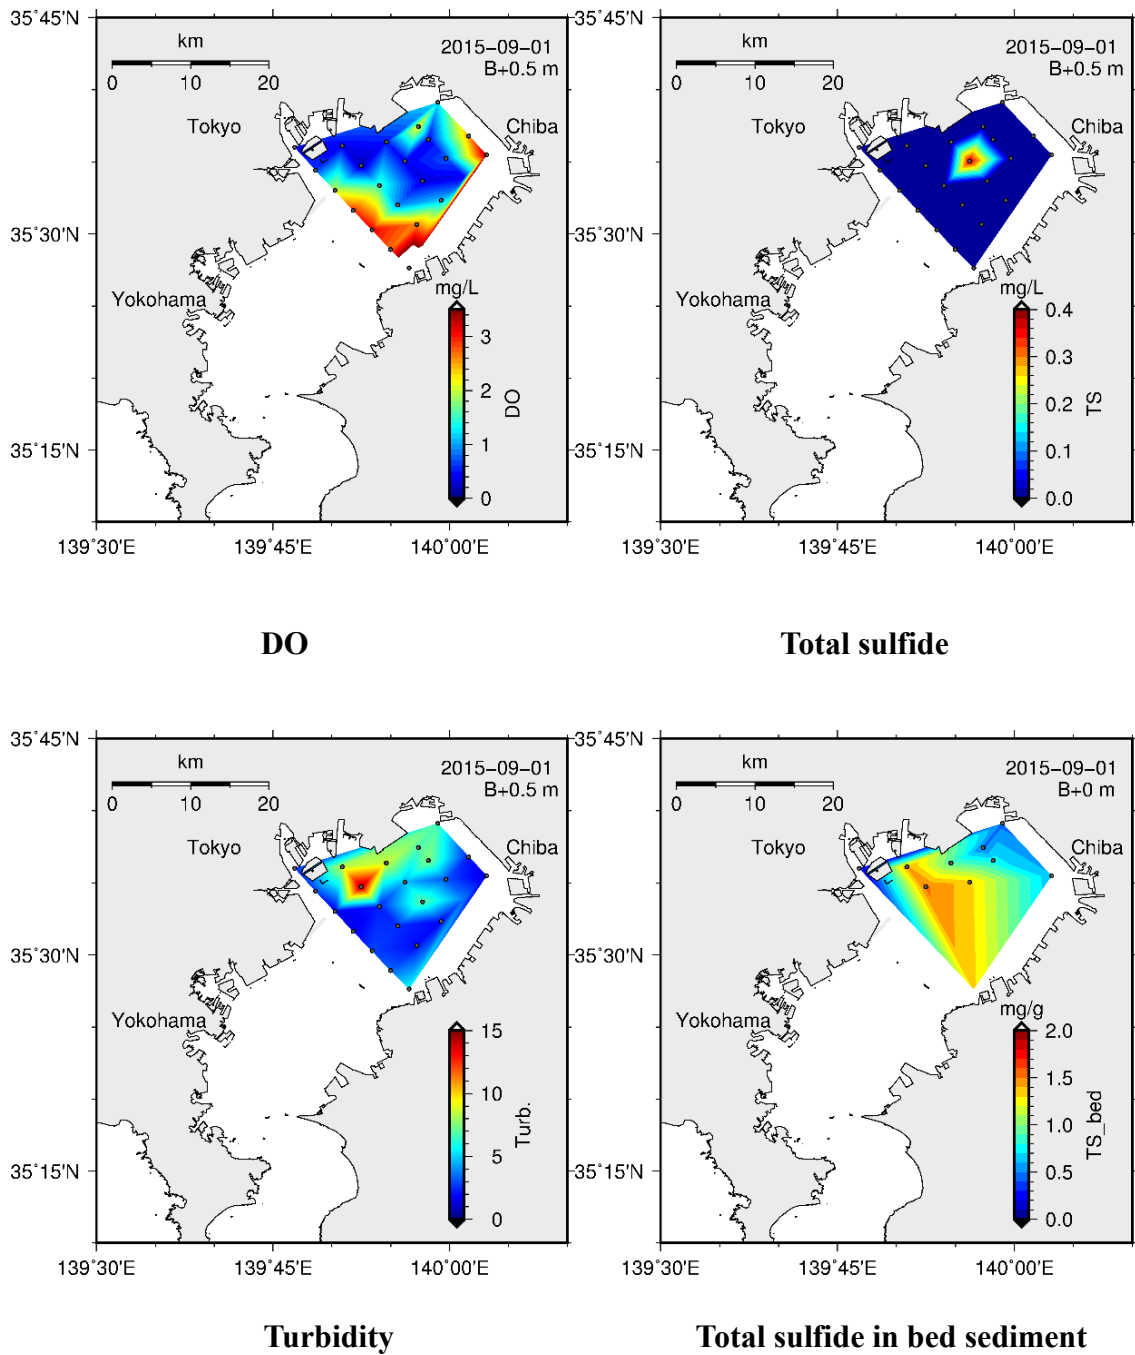 35°45'N
km
0 10 20
2015-09-01
B+0.5 m
Tokyo
Chiba
35°30'N
Yokohama
mg/L
3
2
1
0
DO
35°15'N
139°30'E 139°45'E 140°00'E
DO
35°45'N
km
0 10 20
2015-09-01
B+0.5 m
Tokyo
Chiba
35°30'N
Yokohama
mg/L
0.4
0.3
0.2
0.1
0.0
TS
35°15'N
139°45'E 140°00'E
Total sulfide
35°45'N
km
0 10 20
2015-09-01
B+0.5 m
Tokyo
Chiba
35°30'N
Yokohama
15
10
5
0
Turb.
35°15'N
139°30'E 139°45'E 140°00'E
Turbidity
35°45'N
km
0 10 20
2015-09-01
B+0 m
Tokyo
Chiba
35°30'N
Yokohama
mg/g
2.0
1.5
1.0
0.5
0.0
TS_bed
35°15'N
139°45'E 140°00'E
Total sulfide in bed sediment